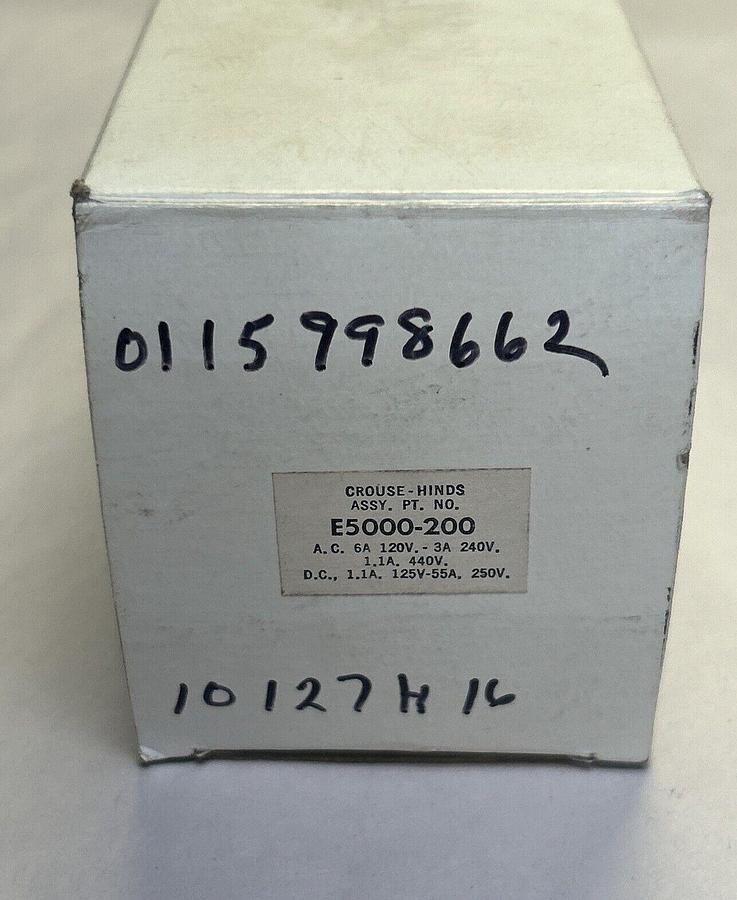 0115998662
CROUSE-HINDS
ASSY. PT. NO.
E5000-200
A.C. 6A 120V.- 3A 240V.
1.1A. 440V.
D.C., 1.1A. 125V-55A. 250V.
10127H16